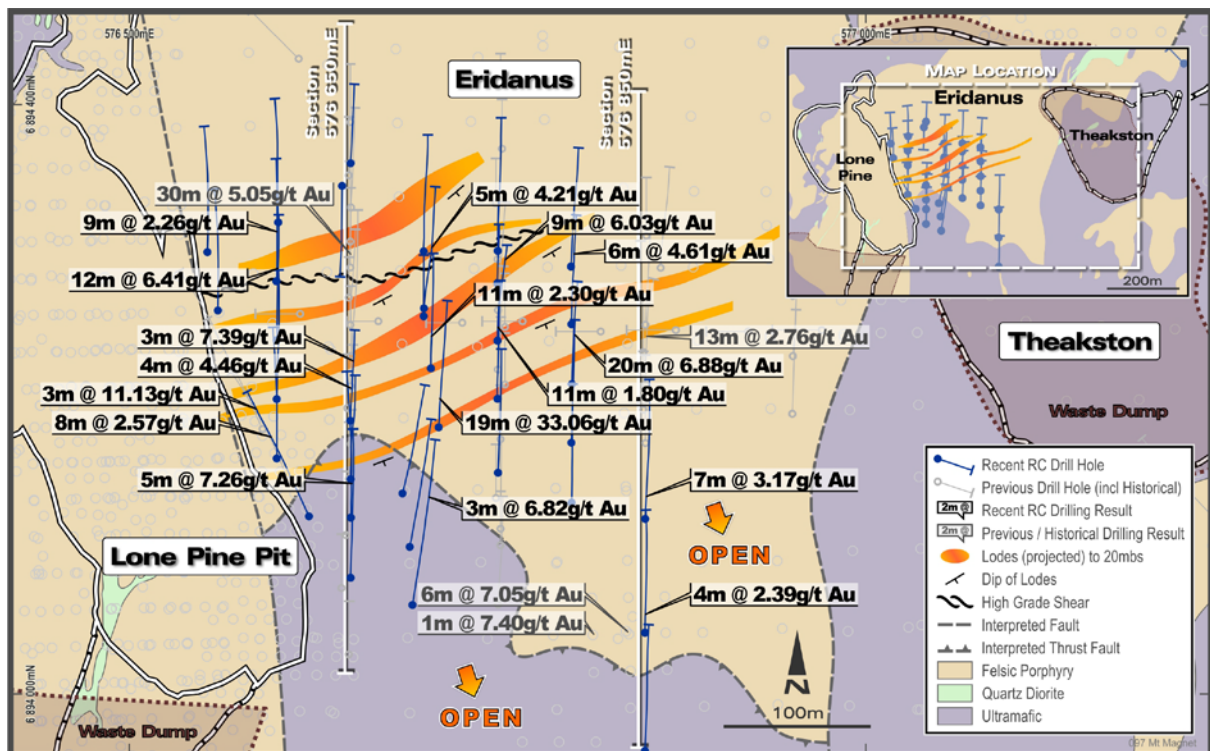 576 500mE
577 000mE
6 894 400mN
Section
576 650mE
Eridanus
Section
576 850mE
MAP LOCATION
Eridanus
Theakston
Lone
Pine
200m
30m @ 5.05g/t Au
5m @ 4.21g/t Au
9m @ 2.26g/t Au
9m @ 6.03g/t Au
6m @ 4.61g/t Au
12m @ 6.41g/t Au
11m @ 2.30g/t Au
3m @ 7.39g/t Au
13m @ 2.76g/t Au
Theakston
4m @ 4.46g/t Au
20m @ 6.88g/t Au
3m @ 11.13g/t Au
11m @ 1.80g/t Au
Waste Dump
8m @ 2.57g/t Au
19m @ 33.06g/t Au
5m @ 7.26g/t Au
7m @ 3.17g/t Au
3m @ 6.82g/t Au
OPEN
Lone Pine Pit
6m @ 7.05g/t Au
4m @ 2.39g/t Au
1m @ 7.40g/t Au
OPEN
N
100m
6 894 000mN
Waste Dump
Recent RC Drill Hole
Previous Drill Hole (incl Historical)
2m @ Recent RC Drilling Result
2m @ Previous / Historical Drilling Result
Lodes (projected) to 20mbs
Dip of Lodes
High Grade Shear
Interpreted Fault
Interpreted Thrust Fault
Felsic Porphyry
Quartz Diorite
Ultramafic
097 Mt Magnet